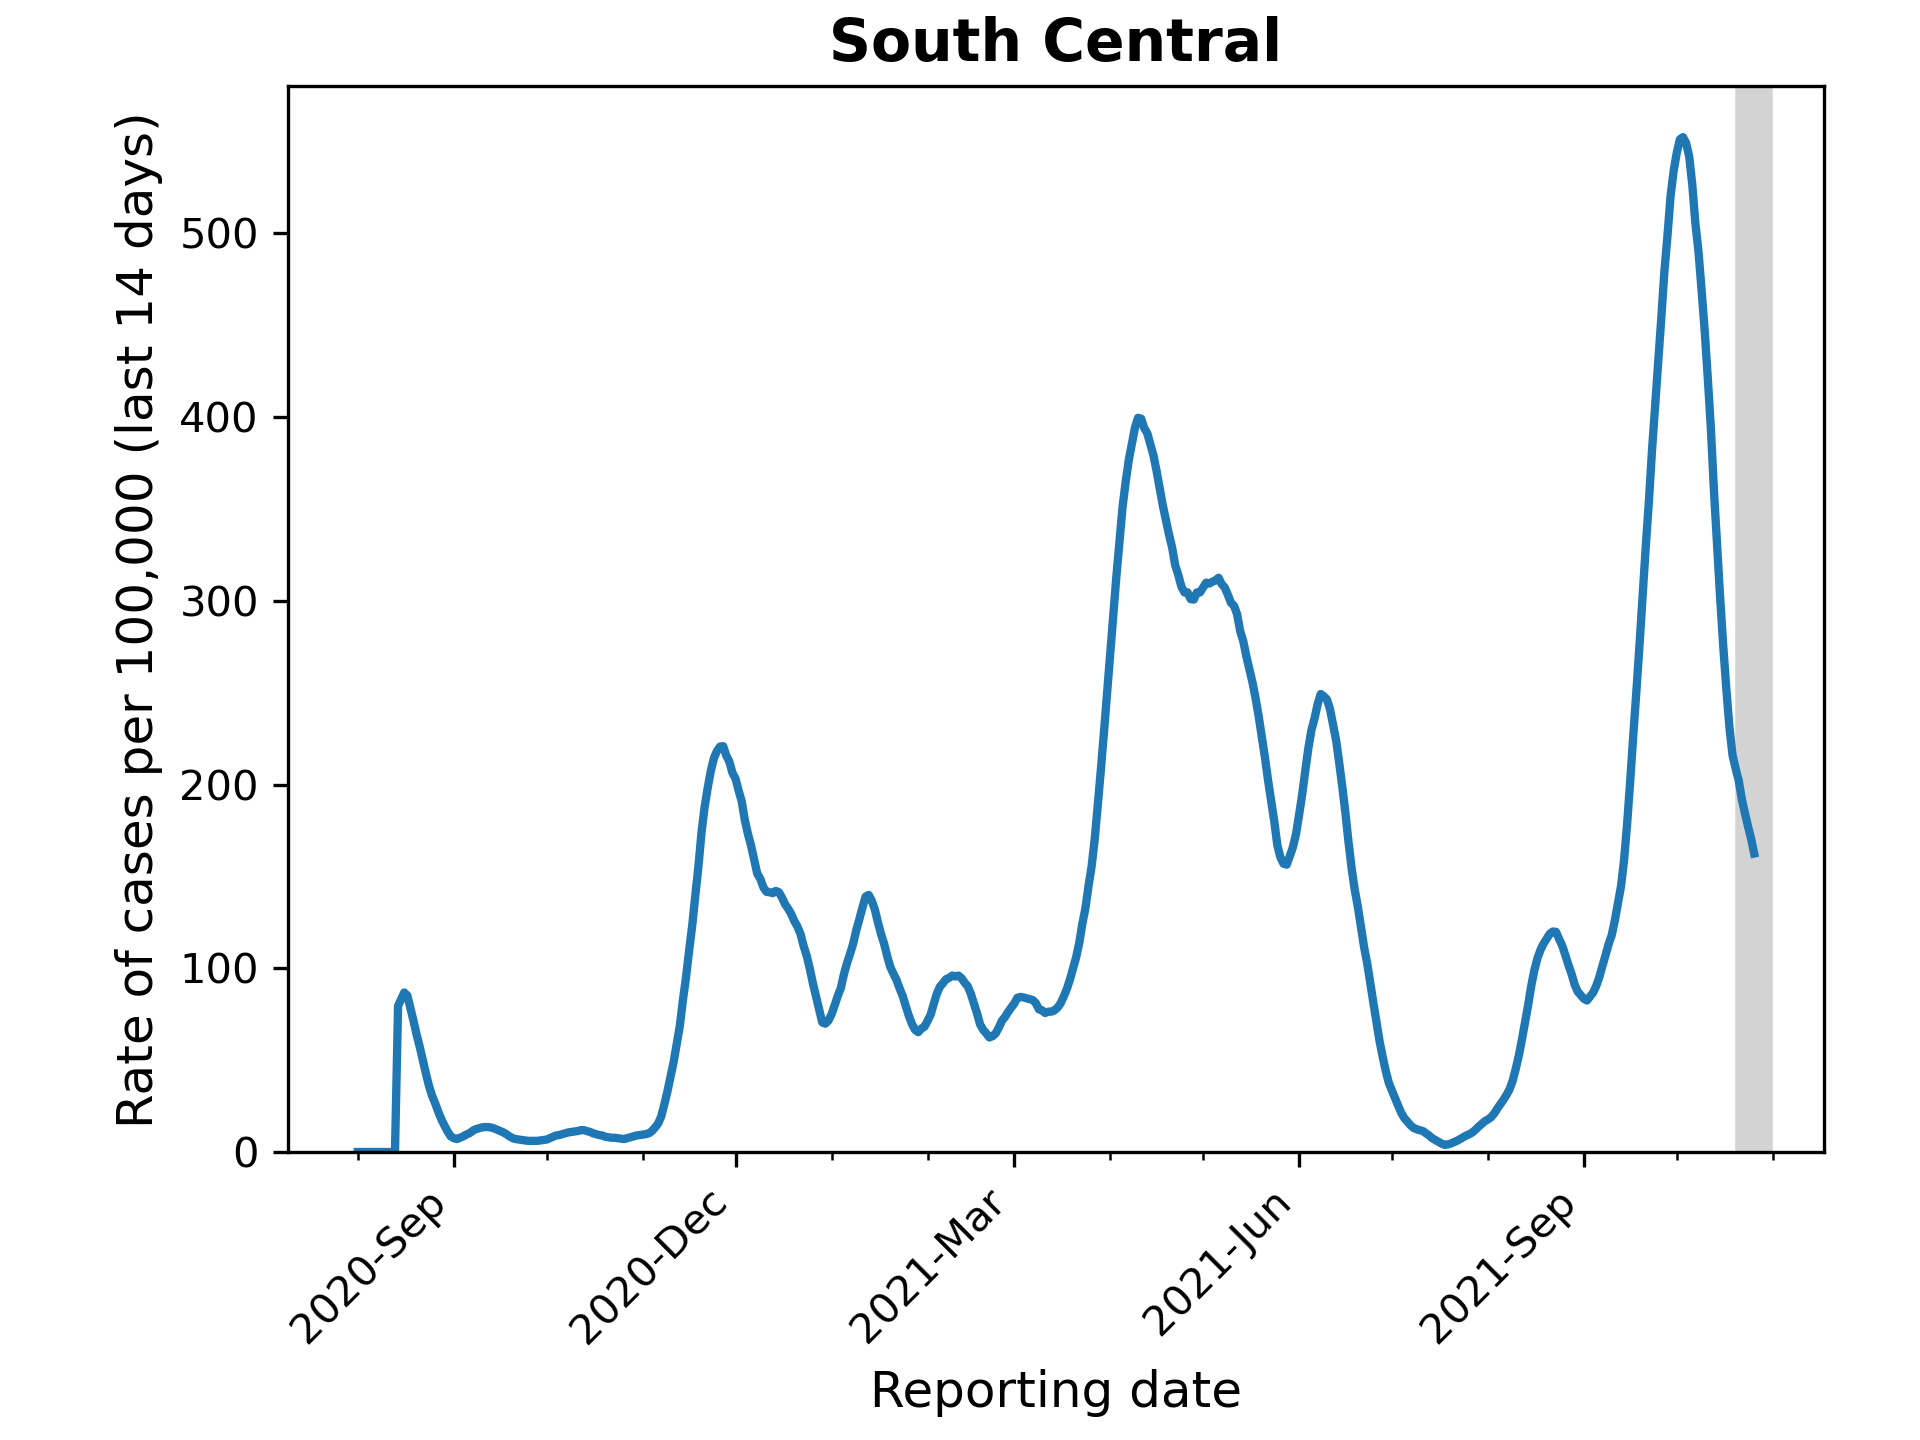 South Central
Rate of cases per 100,000 (last 14 days)
500
400
300
200
100
0
2020-Sep
2020-Dec
2021-Mar
2021-Jun
2021-Sep
Reporting date